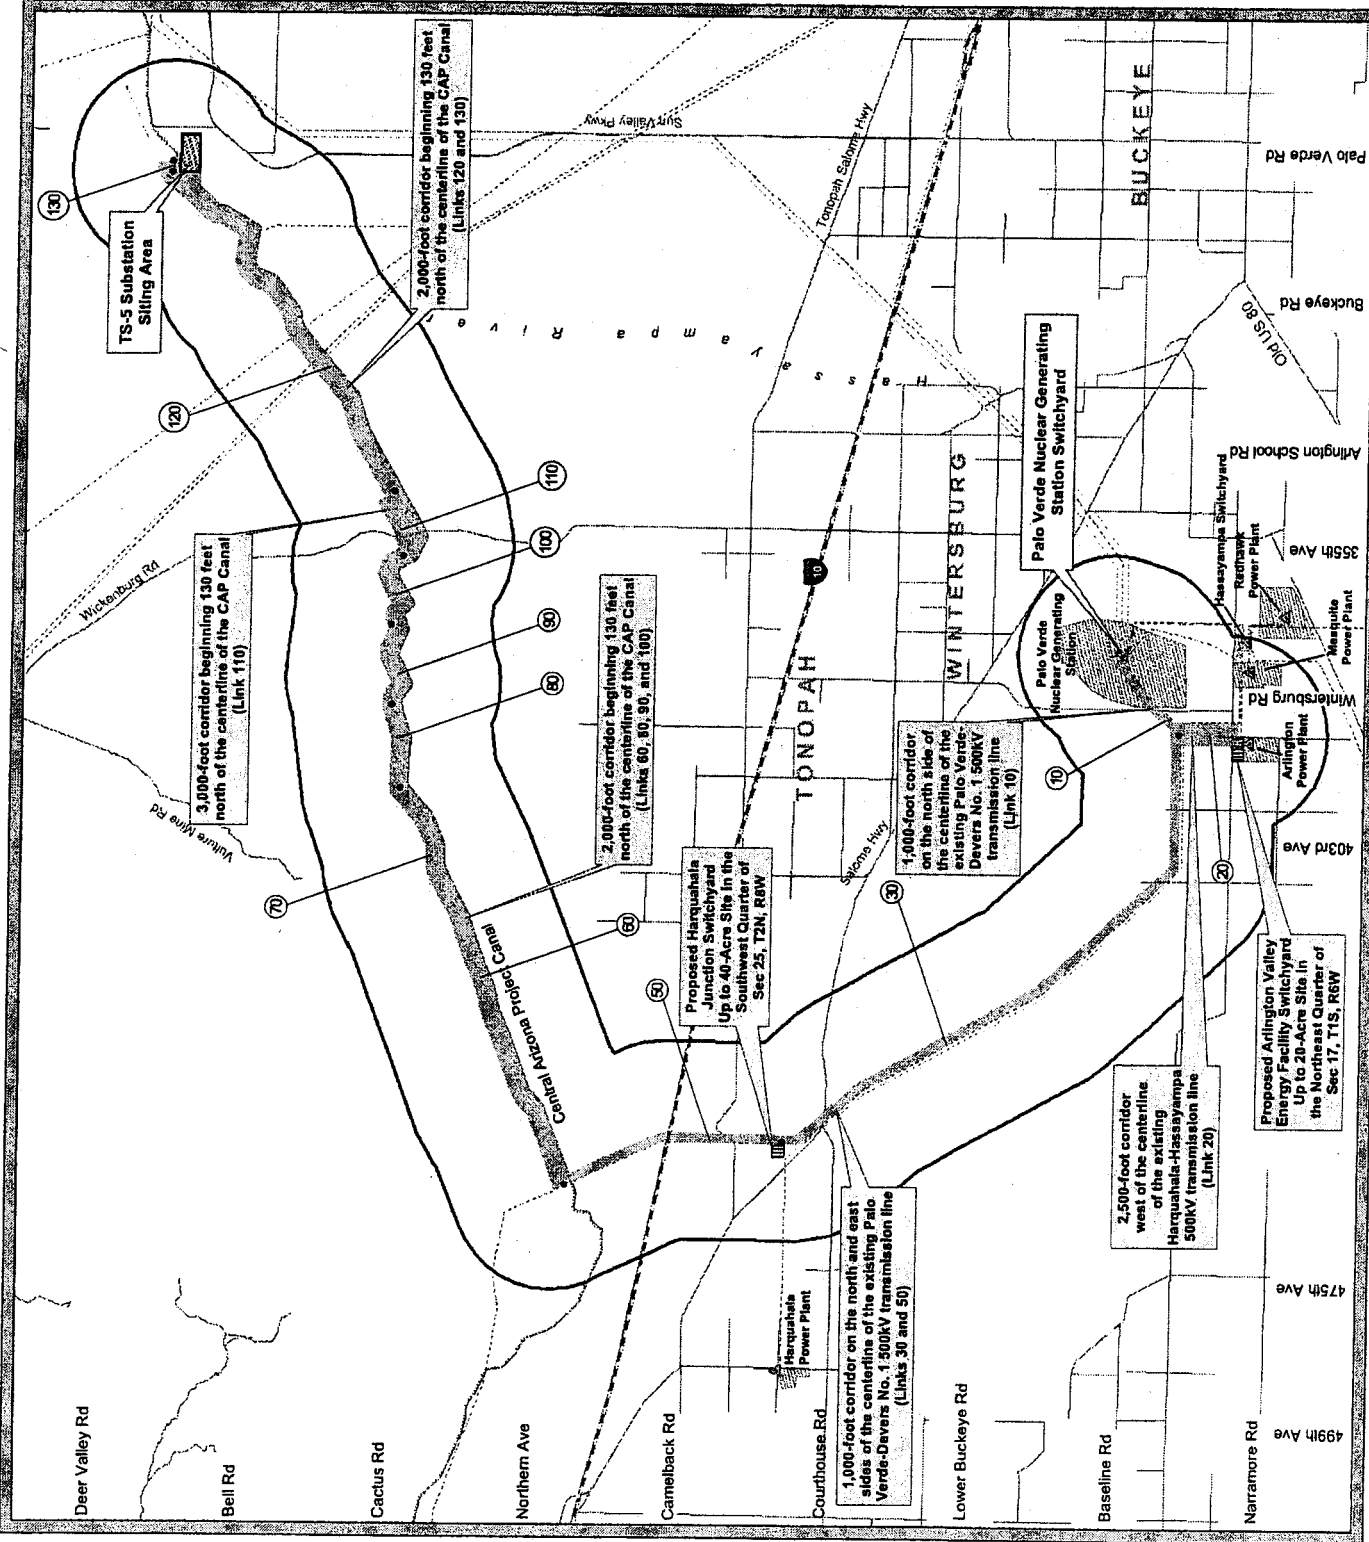 130
TS-5 Substation
Siting Area
2,000-foot corridor beginning 130 feet
north of the centerline of the CAP Canal
(Links 120 and 130)
120
3,000-foot corridor beginning 130 feet
north of the centerline of the CAP Canal
(Link 110)
110
100
90
80
2,000-foot corridor beginning 130 feet
north of the centerline of the CAP Canal
(Links 60, 80, 90, and 100)
70
60
Central Arizona Project Canal
50
Proposed Harquahala
Junction Switchyard
Up to 40-Acre Site in the
Southwest Quarter of
Sec 25, T2N, R8W
1,000-foot corridor on the north and east
sides of the centerline of the existing Palo
Verde-Devers No. 1 500kV transmission line
(Links 30 and 50)
Harquahala
Power Plant
30
1,000-foot corridor
on the north side of
the centerline of the
existing Palo Verde-
Devers No. 1 500kV
transmission line
(Link 10)
10
20
2,500-foot corridor
west of the centerline
of the existing
Harquahala-Hassayampa
500kV transmission line
(Link 20)
Proposed Arlington Valley
Energy Facility Switchyard
Up to 20-Acre Site in
the Northeast Quarter of
Sec 17, T1S, R6W
Palo Verde Nuclear Generating
Station Switchyard
Palo Verde
Nuclear Generating
Station
Hassayampa Switchyard
Redhawk
Power Plant
Mesquite
Power Plant
Arlington
Power Plant
TONOPAH
WINTERSBURG
BUCKEYE
10
Hassayampa River
Sun Valley Pkwy
Tonopah Salome Hwy
Salome Hwy
Wickenburg Rd
Vulture Mine Rd
Old US 80
Deer Valley Rd
Bell Rd
Cactus Rd
Northern Ave
Camelback Rd
Courthouse Rd
Lower Buckeye Rd
Baseline Rd
Narramore Rd
499th Ave
475th Ave
403rd Ave
Wintersburg Rd
355th Ave
Arlington School Rd
Buckeye Rd
Palo Verde Rd